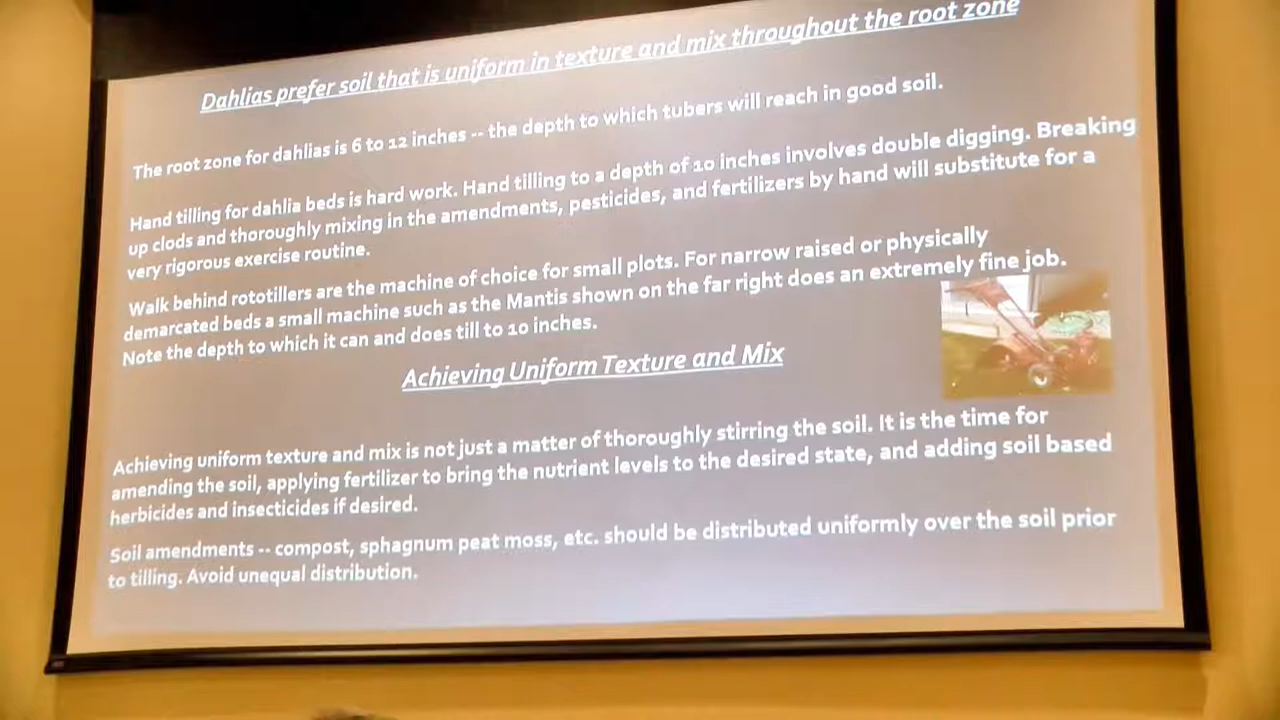 Dahlias prefer soil that is uniform in texture and mix throughout the root zone
The root zone for dahlias is 6 to 12 inches -- the depth to which tubers will reach in good soil.
Hand tilling for dahlia beds is hard work. Hand tilling to a depth of 10 inches involves double digging. Breaking
up clods and thoroughly mixing in the amendments, pesticides, and fertilizers by hand will substitute for a
very rigorous exercise routine.
Walk behind rototillers are the machine of choice for small plots. For narrow raised or physically
demarcated beds a small machine such as the Mantis shown on the far right does an extremely fine job.
Note the depth to which it can and does till to 10 inches.
Achieving Uniform Texture and Mix
Achieving uniform texture and mix is not just a matter of thoroughly stirring the soil. It is the time for
amending the soil, applying fertilizer to bring the nutrient levels to the desired state, and adding soil based
herbicides and insecticides if desired.
Soil amendments -- compost, sphagnum peat moss, etc. should be distributed uniformly over the soil prior
to tilling. Avoid unequal distribution.